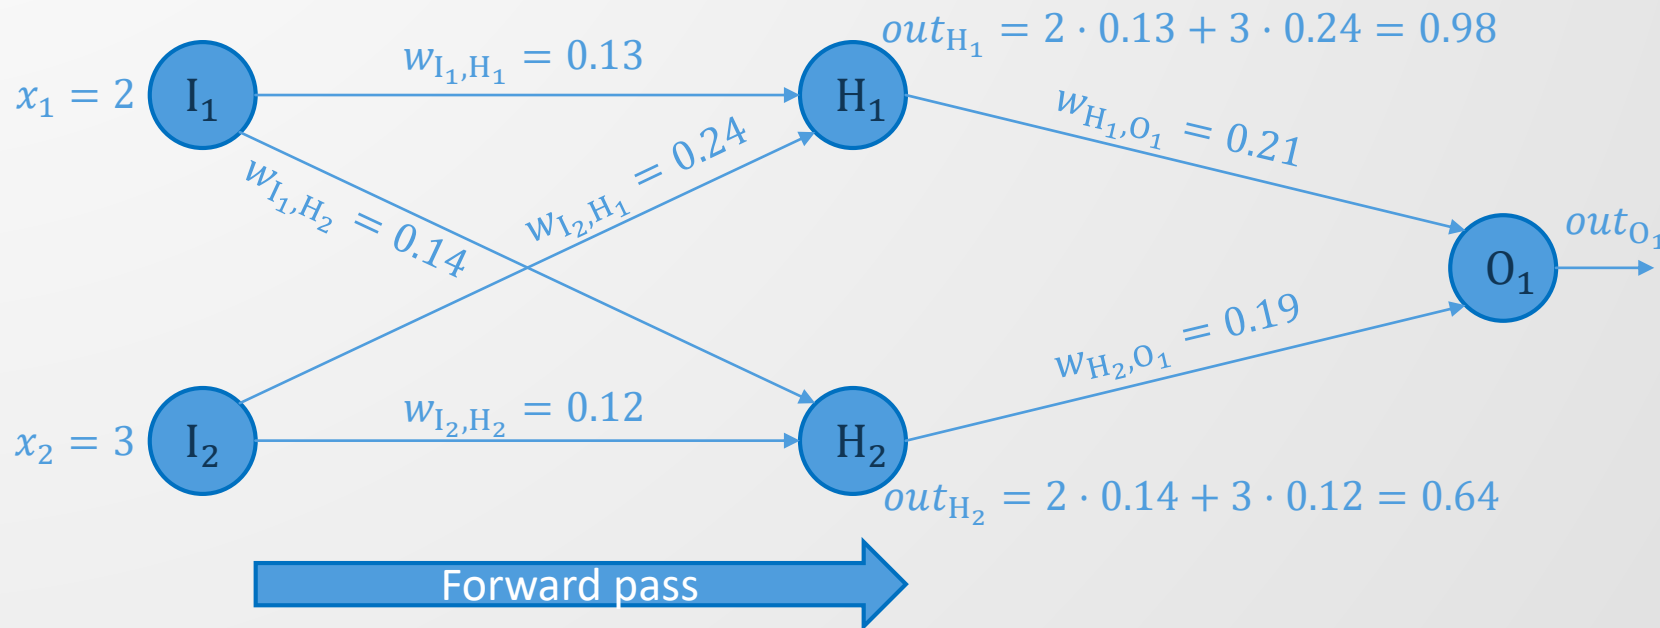 out_H₁ = 2 · 0.13 + 3 · 0.24 = 0.98
w_I₁,H₁ = 0.13
x₁ = 2
I₁
H₁
w_H₁,O₁ = 0.21
w_I₁,H₂ = 0.14
w_I₂,H₁ = 0.24
out_O₁
O₁
w_H₂,O₁ = 0.19
w_I₂,H₂ = 0.12
x₂ = 3
I₂
H₂
out_H₂ = 2 · 0.14 + 3 · 0.12 = 0.64
Forward pass